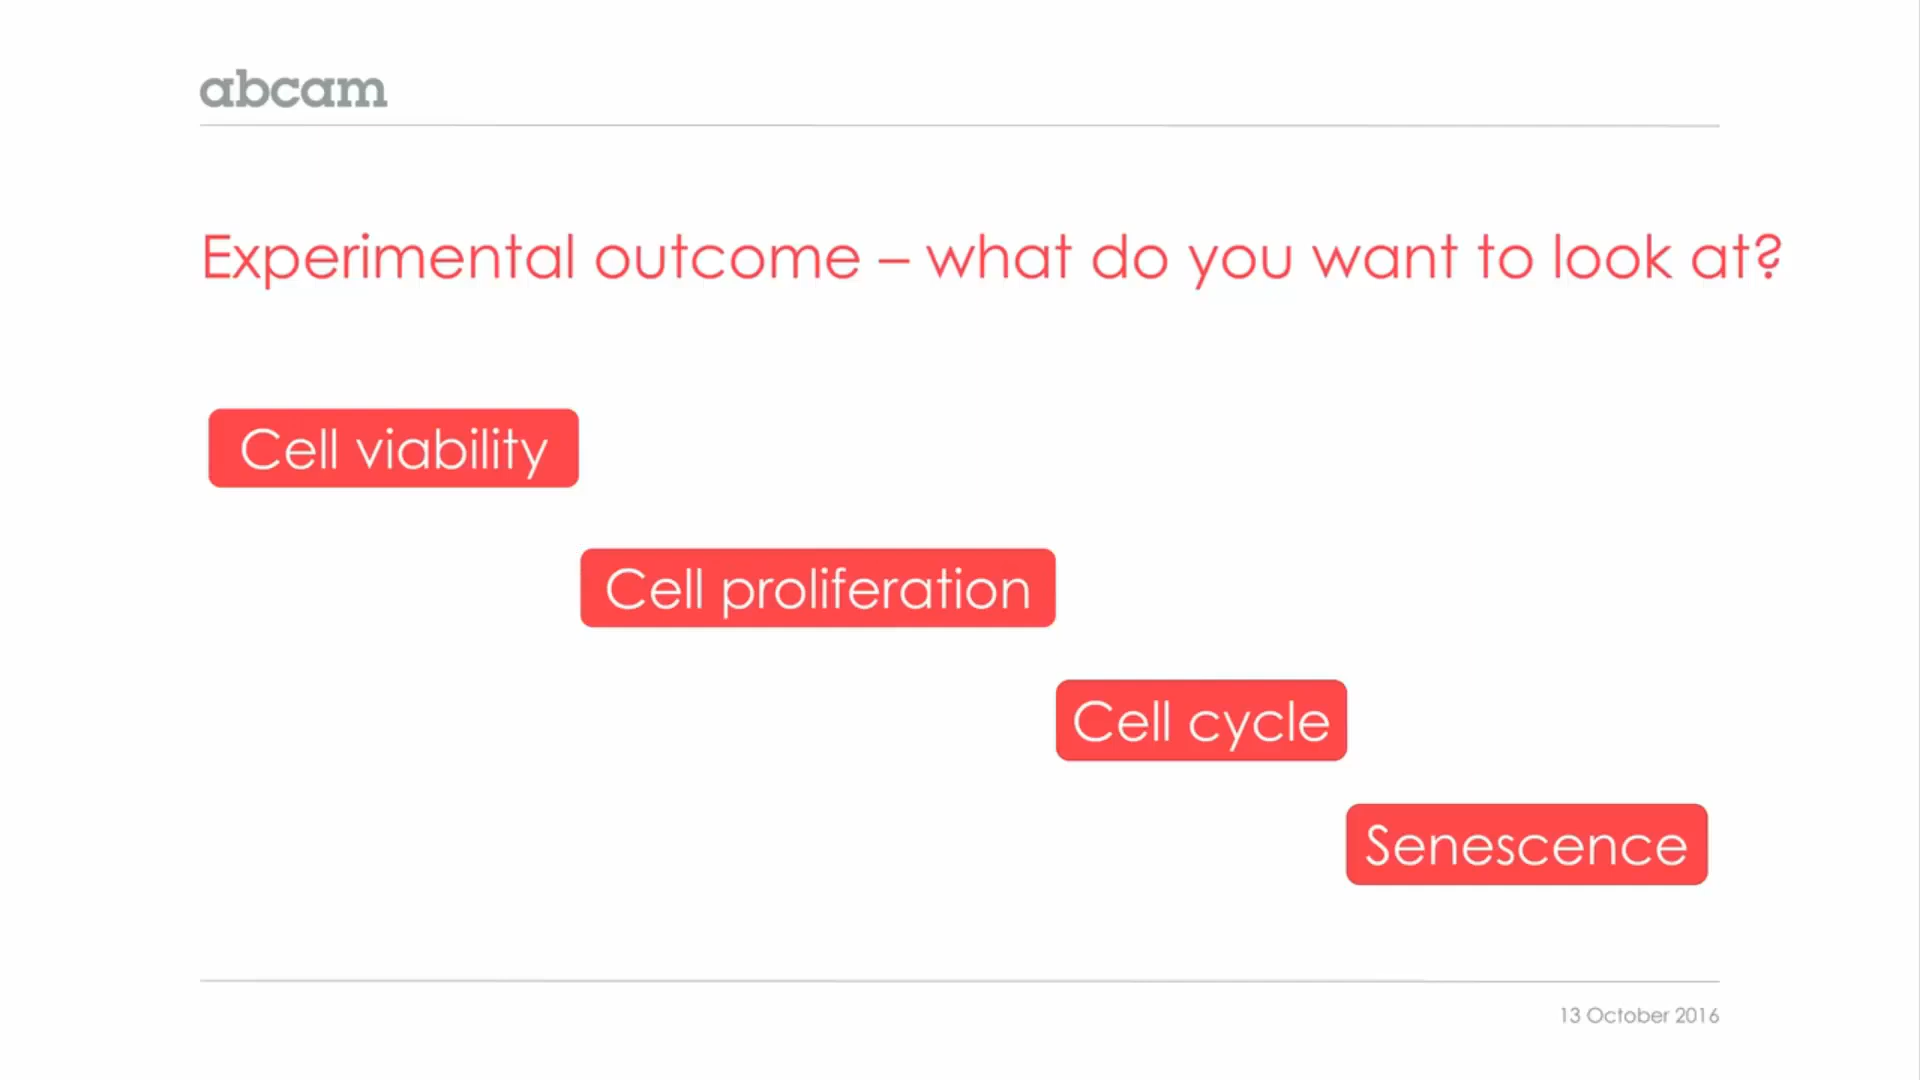 abcam
Experimental outcome – what do you want to look at?
Cell viability
Cell proliferation
Cell cycle
Senescence
13 October 2016